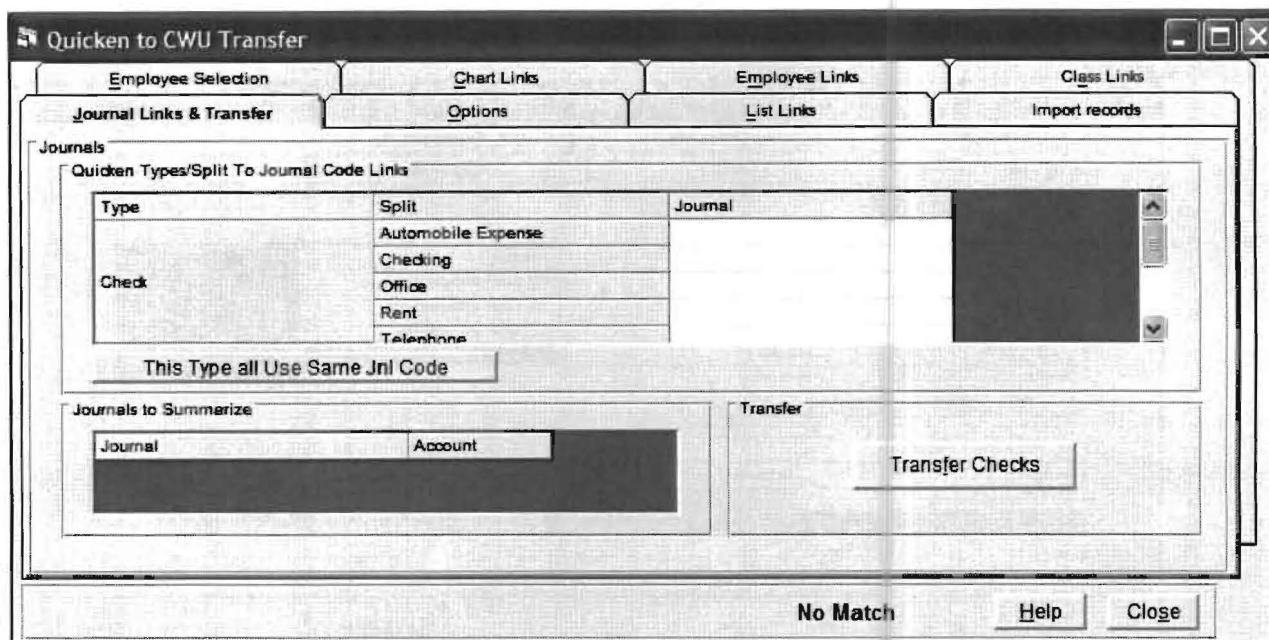 Quicken to CWU Transfer
Employee Selection Chart Links Employee Links Class Links
Journal Links & Transfer Options List Links Import records
Journals
Quicken Types/Split To Journal Code Links
Type Split Journal
Automobile Expense
Checking
Check
Office
Rent
Telephone
This Type all Use Same Jnl Code
Journals to Summarize Transfer
Journal Account
Transfer Checks
No Match Help Close